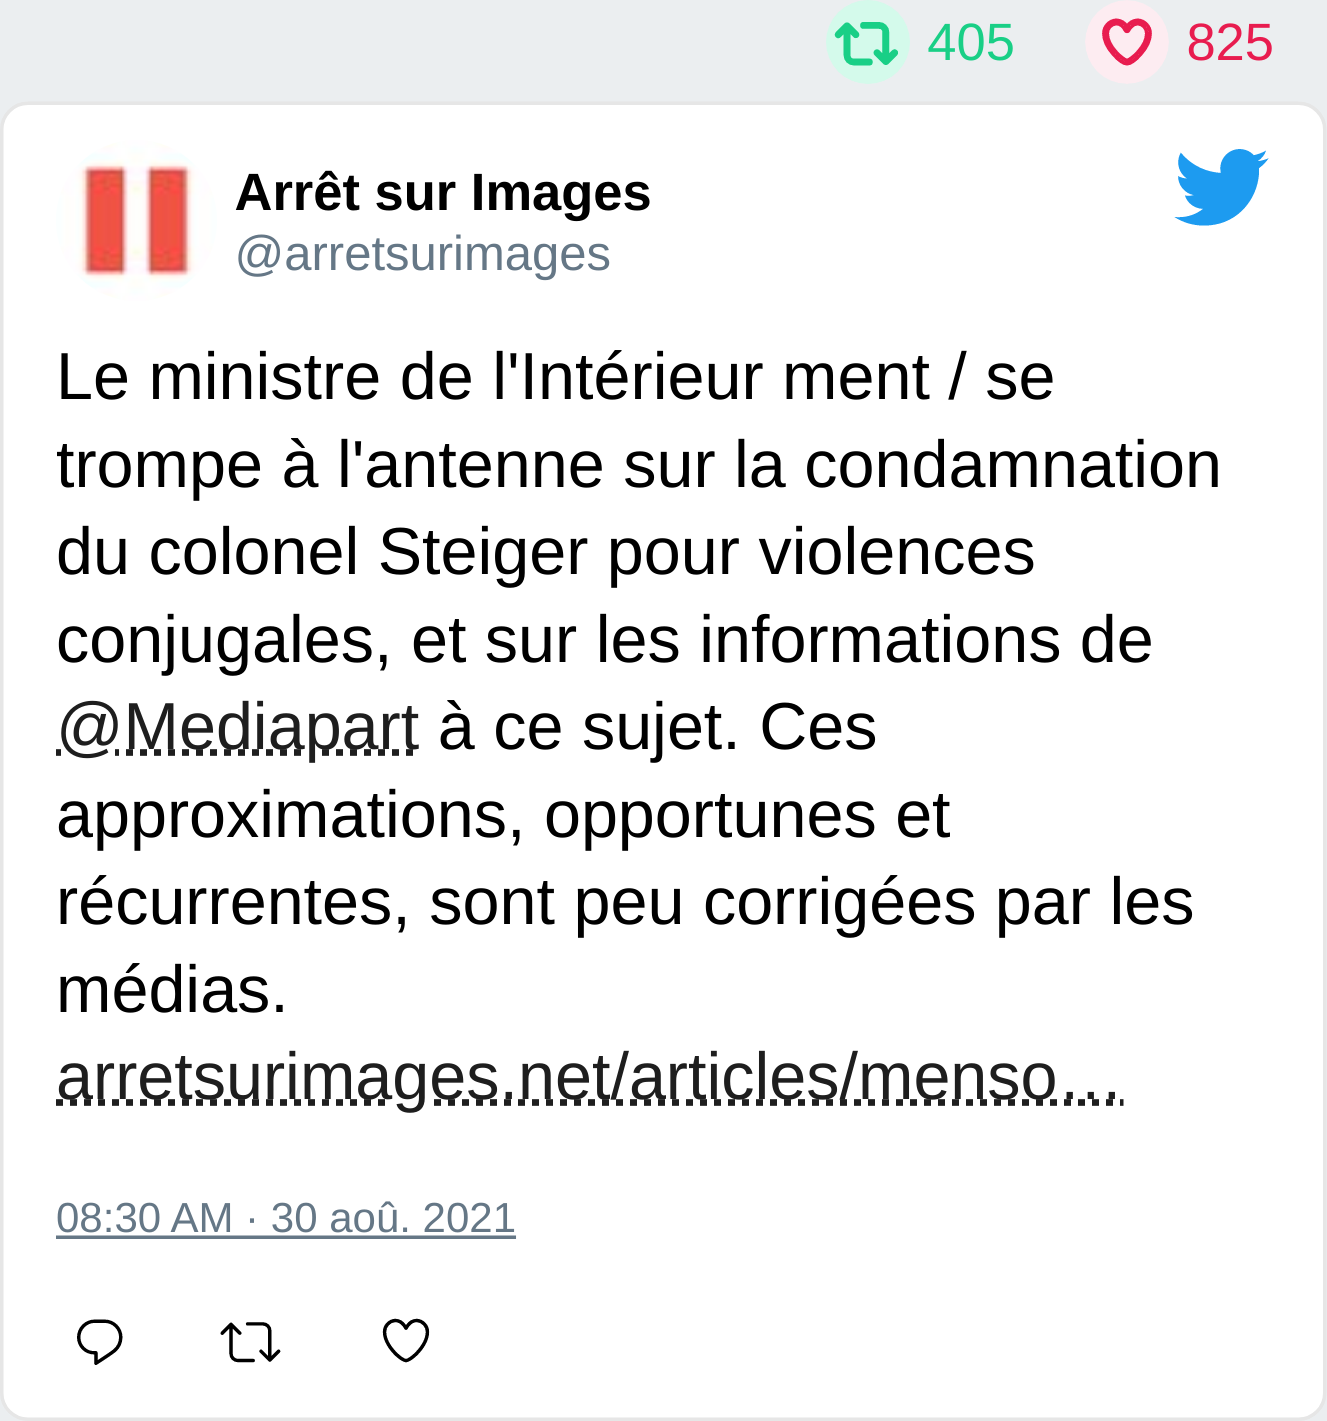 405 825
Arrêt sur Images
@arretsurimages
Le ministre de l'Intérieur ment / se
trompe à l'antenne sur la condamnation
du colonel Steiger pour violences
conjugales, et sur les informations de
@Mediapart à ce sujet. Ces
approximations, opportunes et
récurrentes, sont peu corrigées par les
médias.
arretsurimages.net/articles/menso…
08:30 AM · 30 aoû. 2021